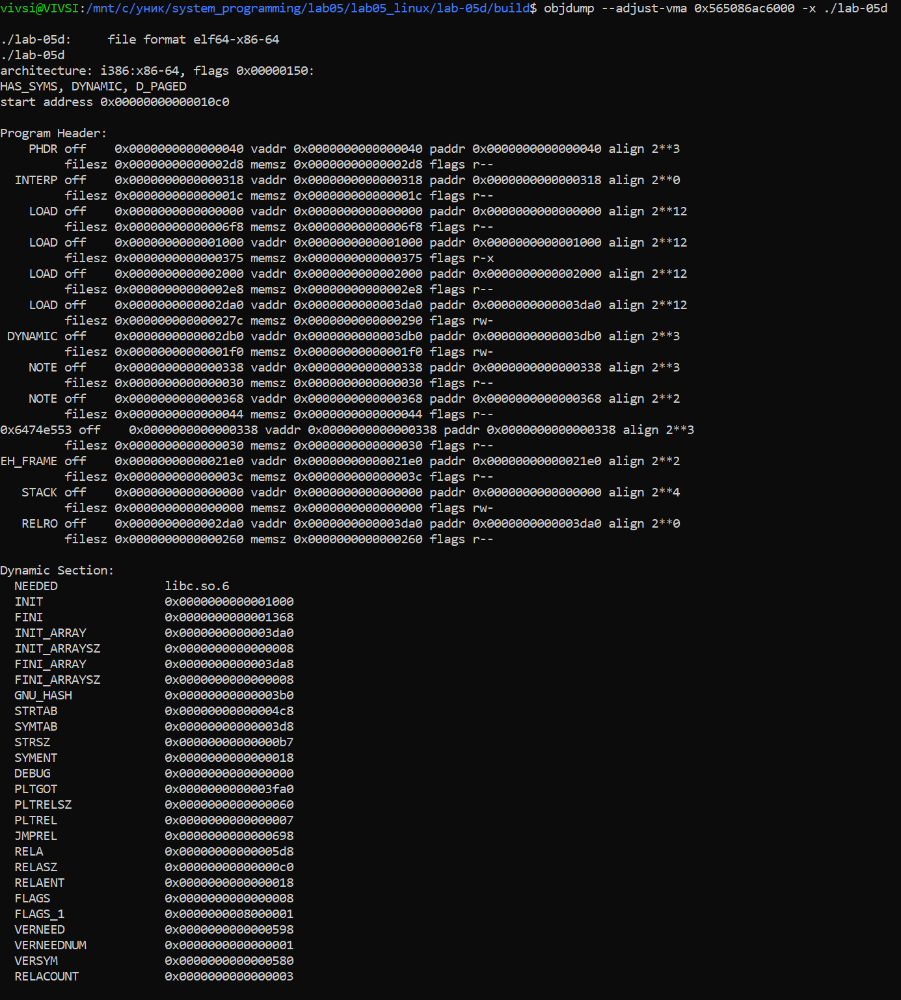 vivsi@VIVSI:/mnt/c/уник/system_programming/lab05/lab05_linux/lab-05d/build$ objdump --adjust-vma 0x565086ac6000 -x ./lab-05d
./lab-05d:     file format elf64-x86-64
./lab-05d
architecture: i386:x86-64, flags 0x00000150:
HAS_SYMS, DYNAMIC, D_PAGED
start address 0x00000000000010c0
Program Header:
    PHDR off    0x0000000000000040 vaddr 0x0000000000000040 paddr 0x0000000000000040 align 2**3
         filesz 0x00000000000002d8 memsz 0x00000000000002d8 flags r--
  INTERP off    0x0000000000000318 vaddr 0x0000000000000318 paddr 0x0000000000000318 align 2**0
         filesz 0x000000000000001c memsz 0x000000000000001c flags r--
    LOAD off    0x0000000000000000 vaddr 0x0000000000000000 paddr 0x0000000000000000 align 2**12
         filesz 0x00000000000006f8 memsz 0x00000000000006f8 flags r--
    LOAD off    0x0000000000001000 vaddr 0x0000000000001000 paddr 0x0000000000001000 align 2**12
         filesz 0x0000000000000375 memsz 0x0000000000000375 flags r-x
    LOAD off    0x0000000000002000 vaddr 0x0000000000002000 paddr 0x0000000000002000 align 2**12
         filesz 0x00000000000002e8 memsz 0x00000000000002e8 flags r--
    LOAD off    0x0000000000002da0 vaddr 0x0000000000003da0 paddr 0x0000000000003da0 align 2**12
         filesz 0x000000000000027c memsz 0x0000000000000290 flags rw-
 DYNAMIC off    0x0000000000002db0 vaddr 0x0000000000003db0 paddr 0x0000000000003db0 align 2**3
         filesz 0x00000000000001f0 memsz 0x00000000000001f0 flags rw-
    NOTE off    0x0000000000000338 vaddr 0x0000000000000338 paddr 0x0000000000000338 align 2**3
         filesz 0x0000000000000030 memsz 0x0000000000000030 flags r--
    NOTE off    0x0000000000000368 vaddr 0x0000000000000368 paddr 0x0000000000000368 align 2**2
         filesz 0x0000000000000044 memsz 0x0000000000000044 flags r--
0x6474e553 off    0x0000000000000338 vaddr 0x0000000000000338 paddr 0x0000000000000338 align 2**3
         filesz 0x0000000000000030 memsz 0x0000000000000030 flags r--
EH_FRAME off    0x00000000000021e0 vaddr 0x00000000000021e0 paddr 0x00000000000021e0 align 2**2
         filesz 0x000000000000003c memsz 0x000000000000003c flags r--
   STACK off    0x0000000000000000 vaddr 0x0000000000000000 paddr 0x0000000000000000 align 2**4
         filesz 0x0000000000000000 memsz 0x0000000000000000 flags rw-
   RELRO off    0x0000000000002da0 vaddr 0x0000000000003da0 paddr 0x0000000000003da0 align 2**0
         filesz 0x0000000000000260 memsz 0x0000000000000260 flags r--
Dynamic Section:
  NEEDED               libc.so.6
  INIT                 0x0000000000001000
  FINI                 0x0000000000001368
  INIT_ARRAY           0x0000000000003da0
  INIT_ARRAYSZ         0x0000000000000008
  FINI_ARRAY           0x0000000000003da8
  FINI_ARRAYSZ         0x0000000000000008
  GNU_HASH             0x00000000000003b0
  STRTAB               0x00000000000004c8
  SYMTAB               0x00000000000003d8
  STRSZ                0x00000000000000b7
  SYMENT               0x0000000000000018
  DEBUG                0x0000000000000000
  PLTGOT               0x0000000000003fa0
  PLTRELSZ             0x0000000000000060
  PLTREL               0x0000000000000007
  JMPREL               0x0000000000000698
  RELA                 0x00000000000005d8
  RELASZ               0x00000000000000c0
  RELAENT              0x0000000000000018
  FLAGS                0x0000000000000008
  FLAGS_1              0x0000000008000001
  VERNEED              0x0000000000000598
  VERNEEDNUM           0x0000000000000001
  VERSYM               0x0000000000000580
  RELACOUNT            0x0000000000000003